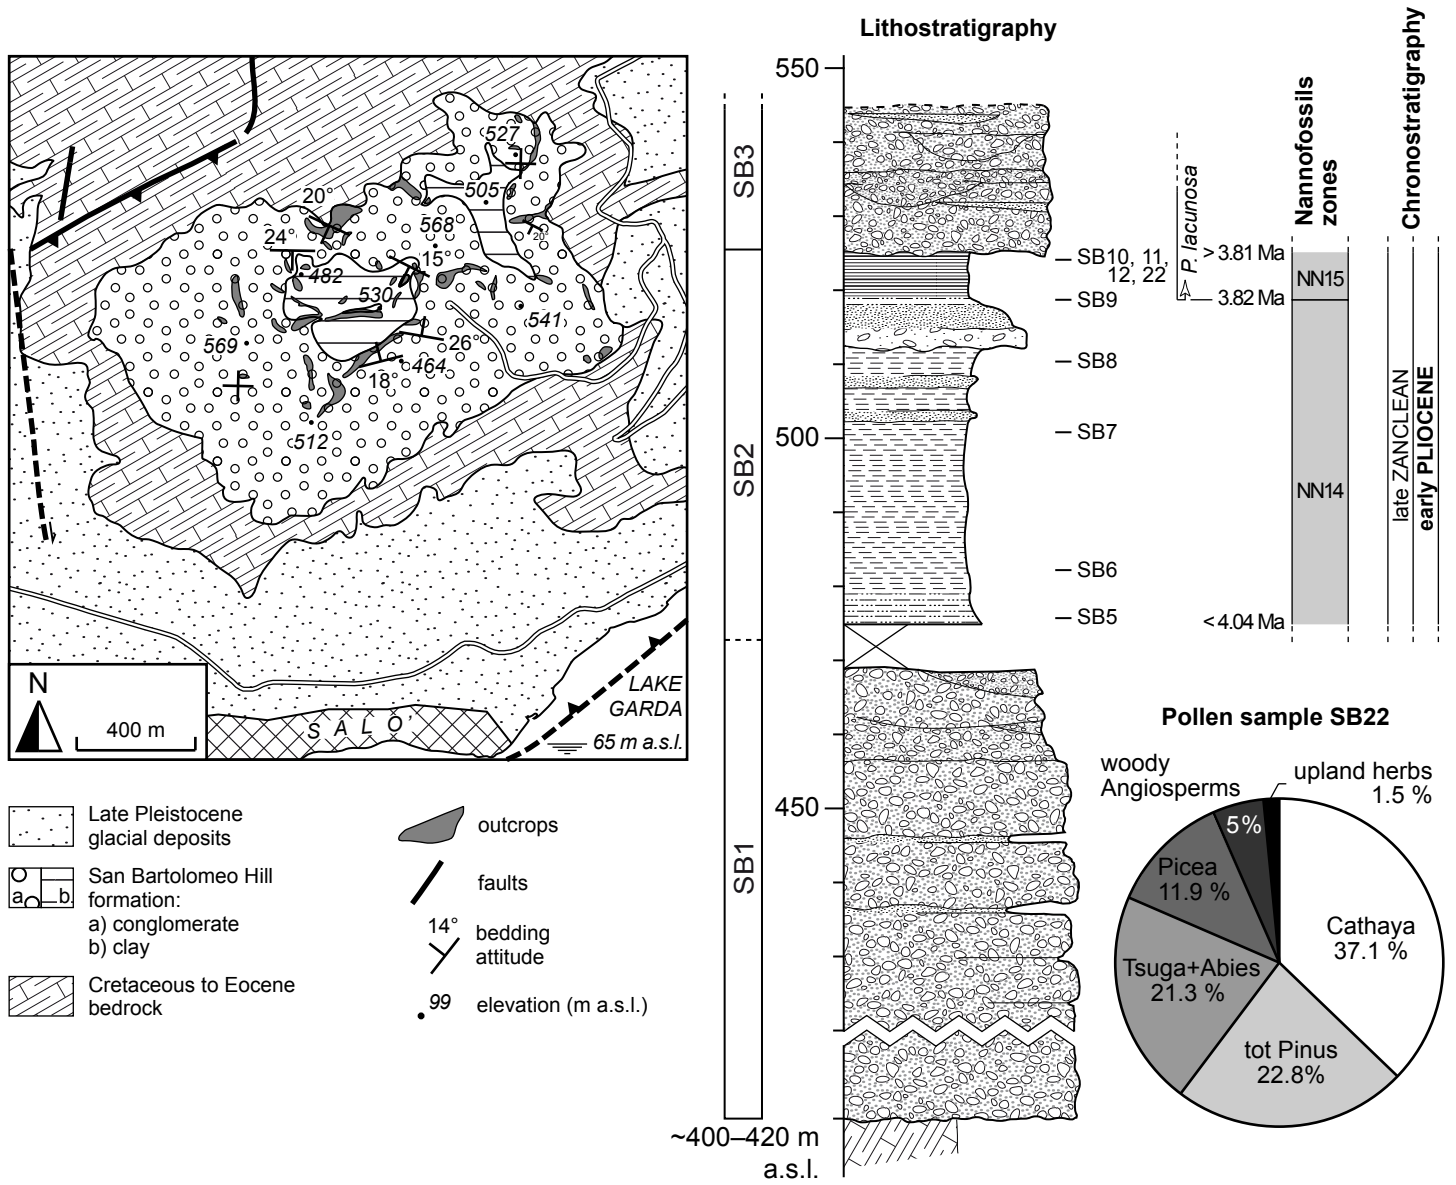 Lithostratigraphy
527
505
20°
568
24°
20°
15°
482
530
541
569
26°
464
18°
512
N
400 m
S A L O'
LAKE
GARDA
65 m a.s.l.
Late Pleistocene
glacial deposits
a
b
San Bartolomeo Hill
formation:
a) conglomerate
b) clay
Cretaceous to Eocene
bedrock
outcrops
faults
14°
bedding
attitude
99
elevation (m a.s.l.)
SB3
SB2
SB1
550
500
450
~400–420 m
a.s.l.
SB10, 11,
12, 22
SB9
SB8
SB7
SB6
SB5
P. lacunosa
> 3.81 Ma
3.82 Ma
< 4.04 Ma
Nannofossils
zones
NN15
NN14
Chronostratigraphy
late ZANCLEAN
early PLIOCENE
Pollen sample SB22
woody
Angiosperms
5%
upland herbs
1.5 %
Picea
11.9 %
Cathaya
37.1 %
Tsuga+Abies
21.3 %
tot Pinus
22.8%